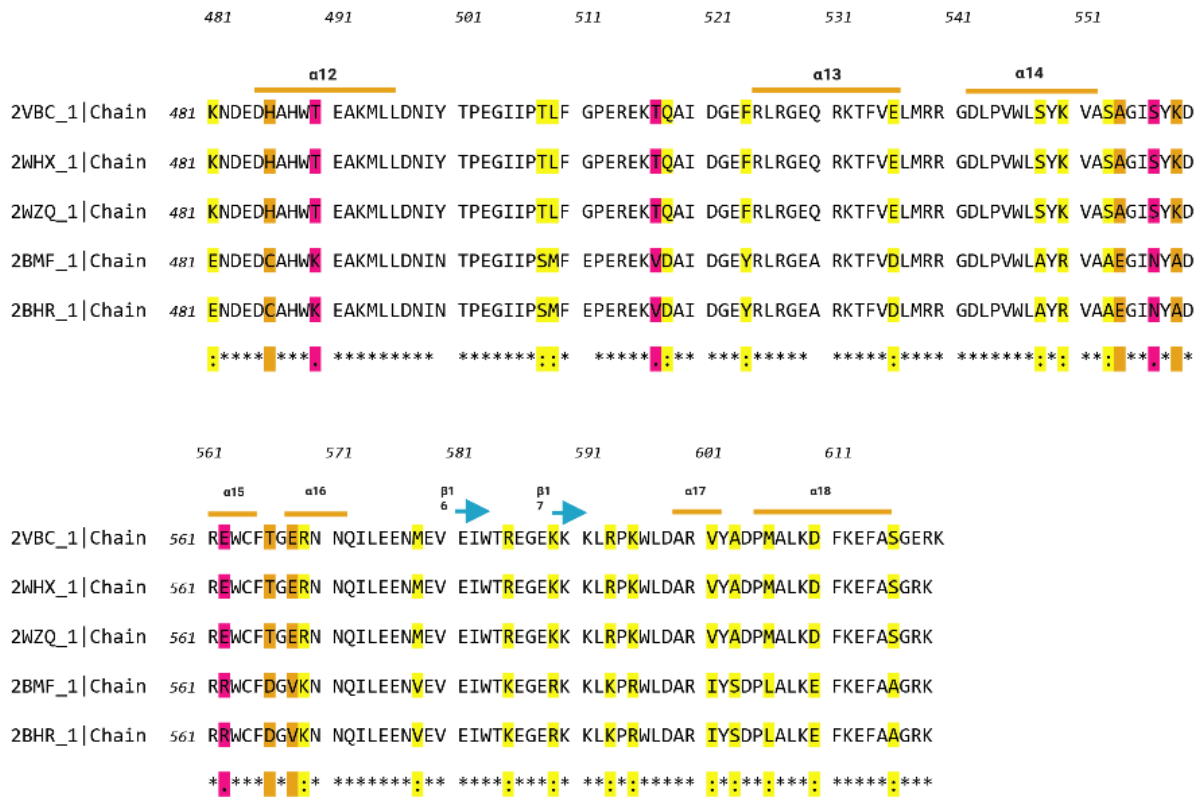 481 491 501 511 521 531 541 551
α12 α13 α14
2VBC_1|Chain 481 KNDEDHAHWT EAKMLLDNIY TPEGIIPTLF GPEREKTQAI DGEFRLRGEQ RKTFVELMRR GDLPVWLSYK VASAGISYKD
2WHX_1|Chain 481 KNDEDHAHWT EAKMLLDNIY TPEGIIPTLF GPEREKTQAI DGEFRLRGEQ RKTFVELMRR GDLPVWLSYK VASAGISYKD
2WZQ_1|Chain 481 KNDEDHAHWT EAKMLLDNIY TPEGIIPTLF GPEREKTQAI DGEFRLRGEQ RKTFVELMRR GDLPVWLSYK VASAGISYKD
2BMF_1|Chain 481 ENDEDCAHWK EAKMLLDNIN TPEGIIPSMF EPEREKVDAI DGEYRLRGEA RKTFVDLMRR GDLPVWLAYR VAAEGINYAD
2BHR_1|Chain 481 ENDEDCAHWK EAKMLLDNIN TPEGIIPSMF EPEREKVDAI DGEYRLRGEA RKTFVDLMRR GDLPVWLAYR VAAEGINYAD
:**** ***. ********* *******::* *****.:** ***:***** *****:**** *******:*: **: **.* *
561 571 581 591 601 611
α15 α16 β1 6 β1 7 α17 α18
2VBC_1|Chain 561 REWCFTGERN NQILEENMEV EIWTREGEKK KLRPKWLDAR VYADPMALKD FKEFASGERK
2WHX_1|Chain 561 REWCFTGERN NQILEENMEV EIWTREGEKK KLRPKWLDAR VYADPMALKD FKEFASGRK
2WZQ_1|Chain 561 REWCFTGERN NQILEENMEV EIWTREGEKK KLRPKWLDAR VYADPMALKD FKEFASGRK
2BMF_1|Chain 561 RRWCFDGVKN NQILEENVEV EIWTKEGERK KLKPRWLDAR IYSDPLALKE FKEFAAGRK
2BHR_1|Chain 561 RRWCFDGVKN NQILEENVEV EIWTKEGERK KLKPRWLDAR IYSDPLALKE FKEFAAGRK
*.*** * :* *******:** ****:***:* **:*:***** :*:**:***: *****:***